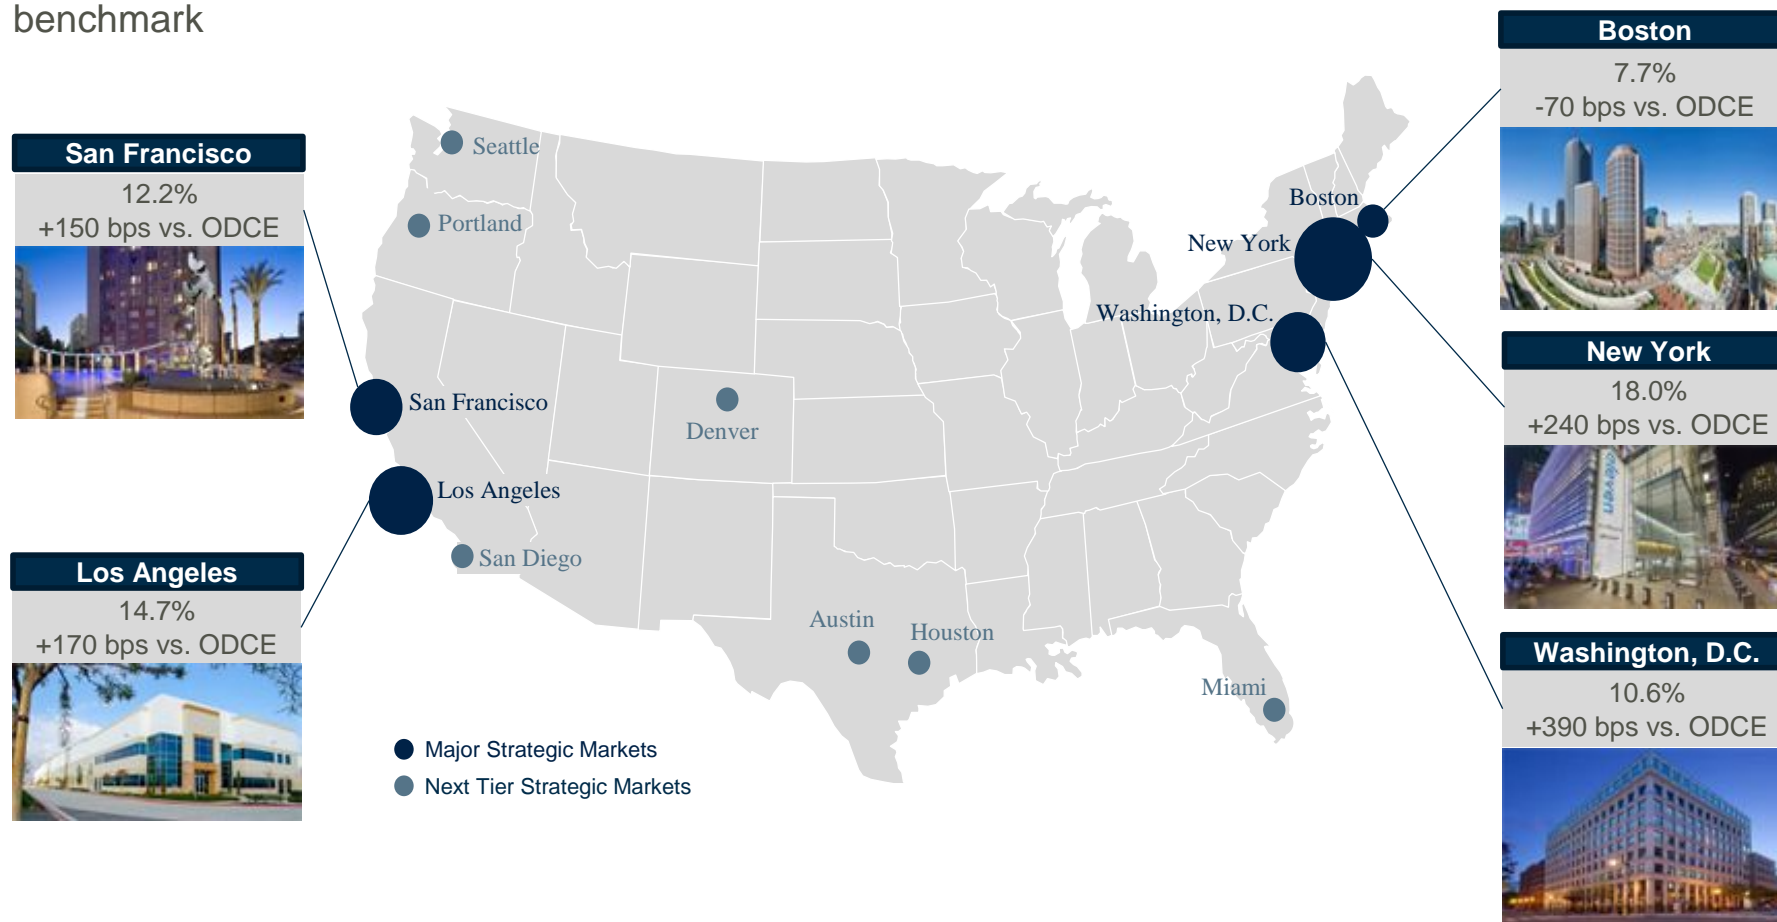 benchmark
San Francisco
12.2%
+150 bps vs. ODCE
Los Angeles
14.7%
+170 bps vs. ODCE
Seattle
Portland
San Francisco
Los Angeles
San Diego
Denver
Austin
Houston
Miami
Boston
New York
Washington, D.C.
Major Strategic Markets
Next Tier Strategic Markets
Boston
7.7%
-70 bps vs. ODCE
New York
18.0%
+240 bps vs. ODCE
eleven
Washington, D.C.
10.6%
+390 bps vs. ODCE